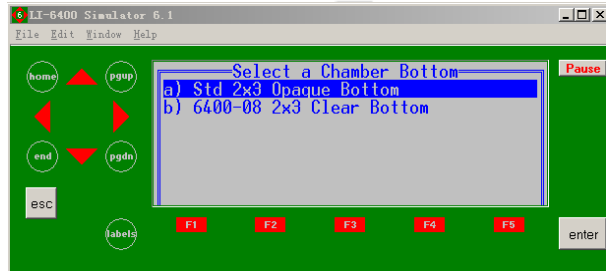 6 LI-6400 Simulator 6.1
File Edit Window Help
home pgup Select a Chamber Bottom Pause
a) Std 2x3 Opaque Bottom
b) 6400-08 2x3 Clear Bottom
end pgdn
esc
labels F1 F2 F3 F4 F5 enter